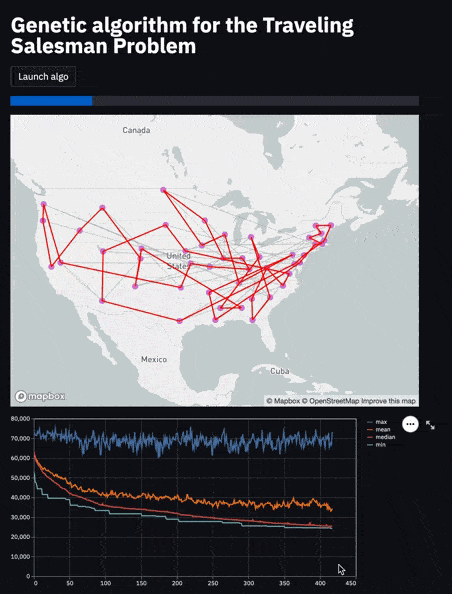 Genetic algorithm for the Traveling
Salesman Problem
Launch algo
Canada
United
States
Mexico
Cuba
mapbox
© Mapbox © OpenStreetMap Improve this map
80,000
70,000
60,000
50,000
40,000
30,000
20,000
10,000
0
0 50 100 150 200 250 300 350 400 450
max
mean
median
min